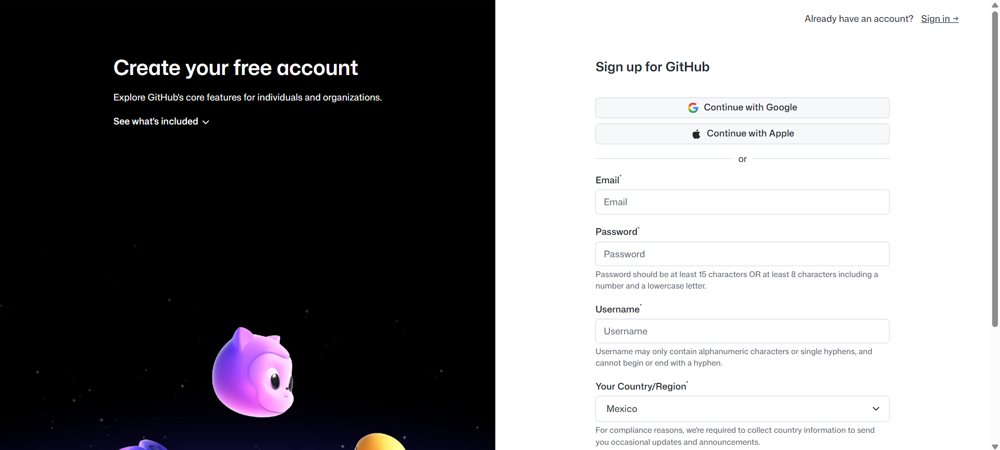 Already have an account? Sign in →
Create your free account
Explore GitHub's core features for individuals and organizations.
See what's included
Sign up for GitHub
Continue with Google
Continue with Apple
or
Email*
Email
Password*
Password
Password should be at least 15 characters OR at least 8 characters including a
number and a lowercase letter.
Username*
Username
Username may only contain alphanumeric characters or single hyphens, and
cannot begin or end with a hyphen.
Your Country/Region*
Mexico
For compliance reasons, we're required to collect country information to send
you occasional updates and announcements.